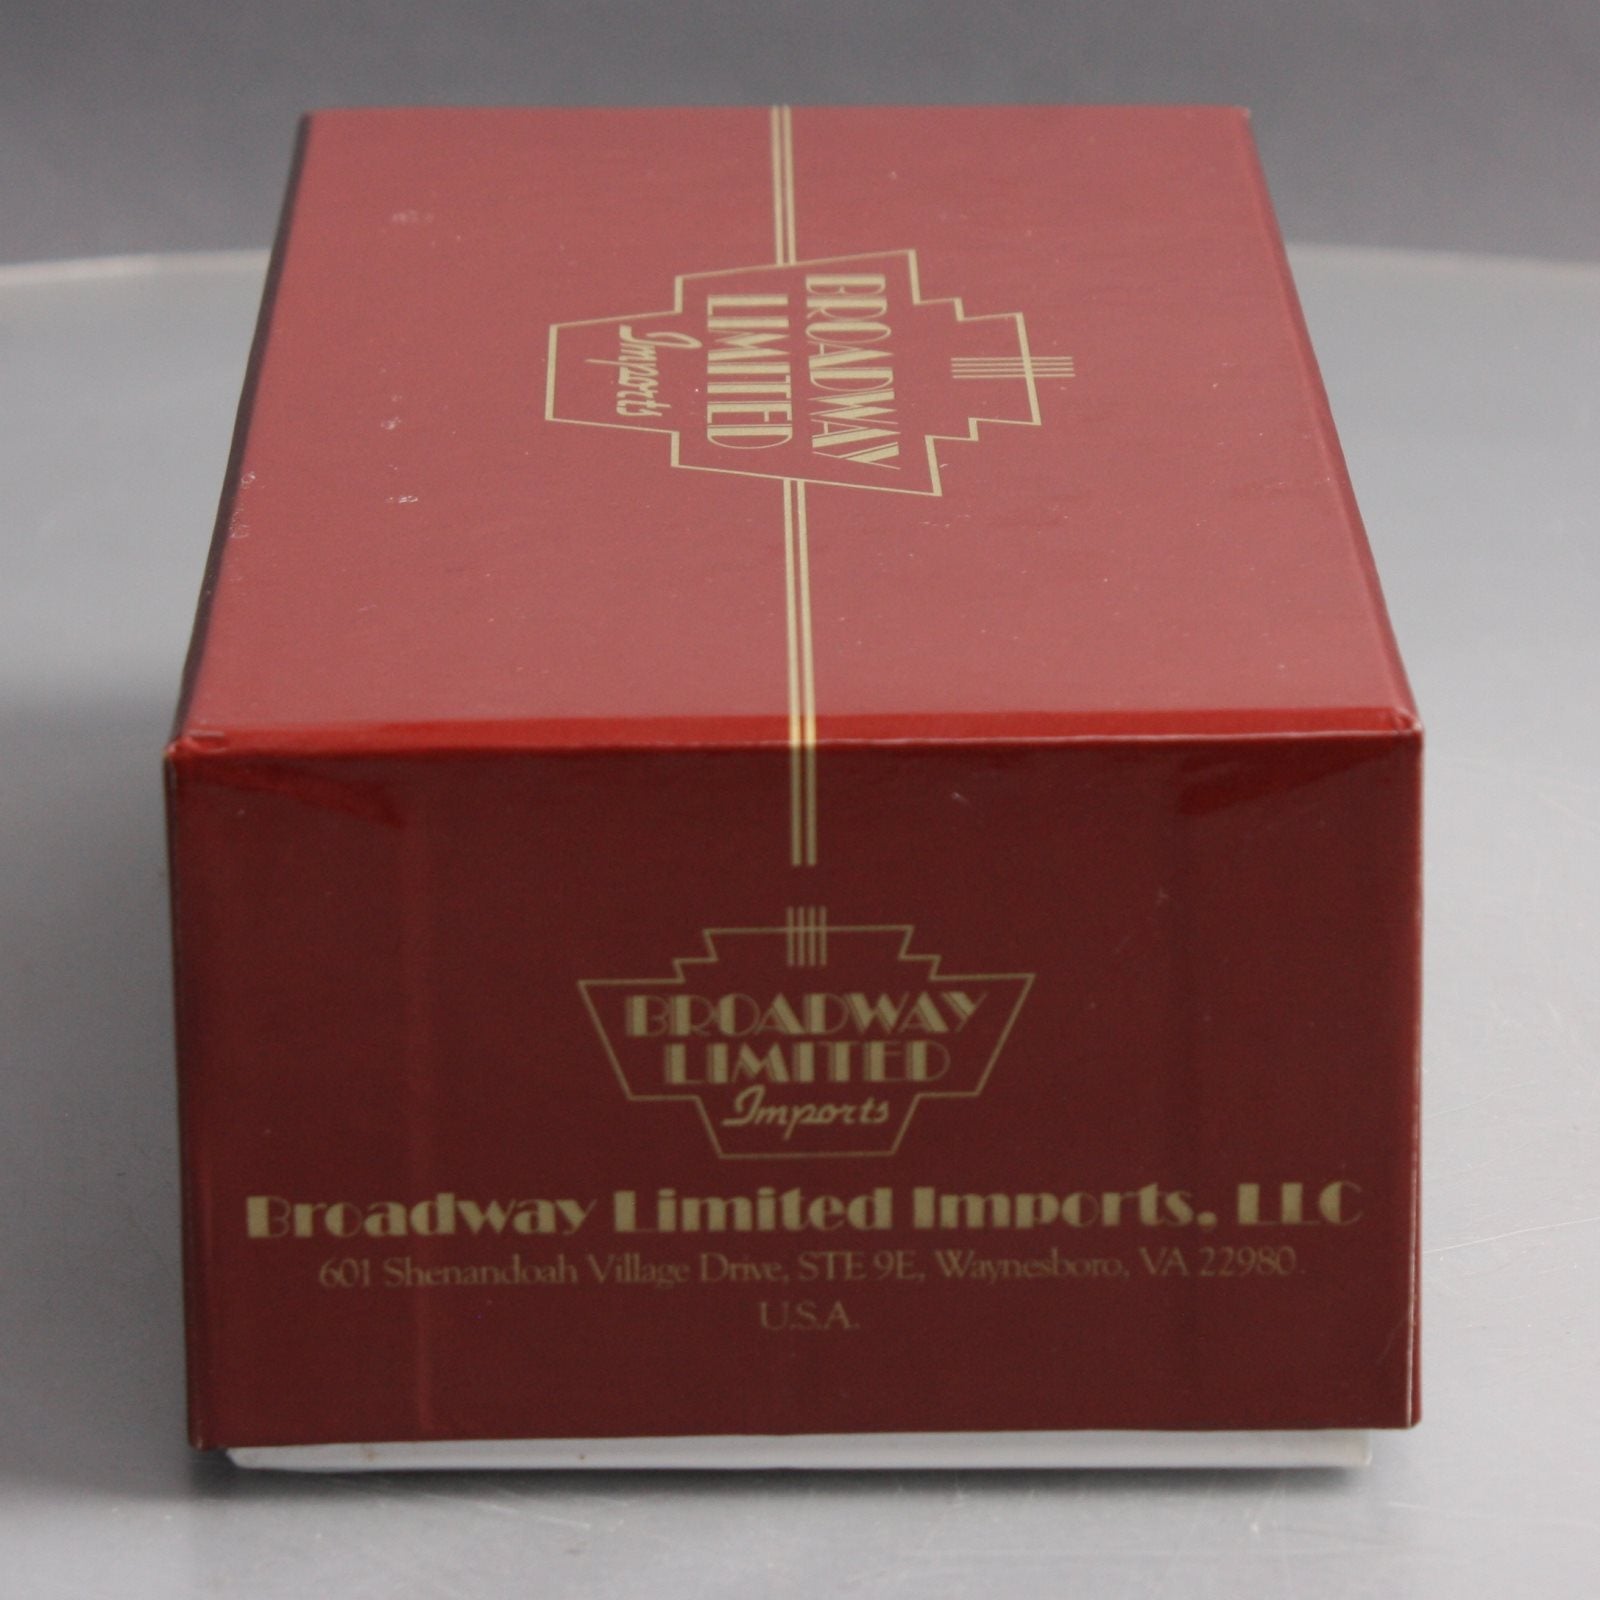 BROADWAY
LIMITED
Imports
BROADWAY
LIMITED
Imports
Broadway Limited Imports, LLC
601 Shenandoah Village Drive, STE 9E, Waynesboro, VA 22980.
U.S.A.